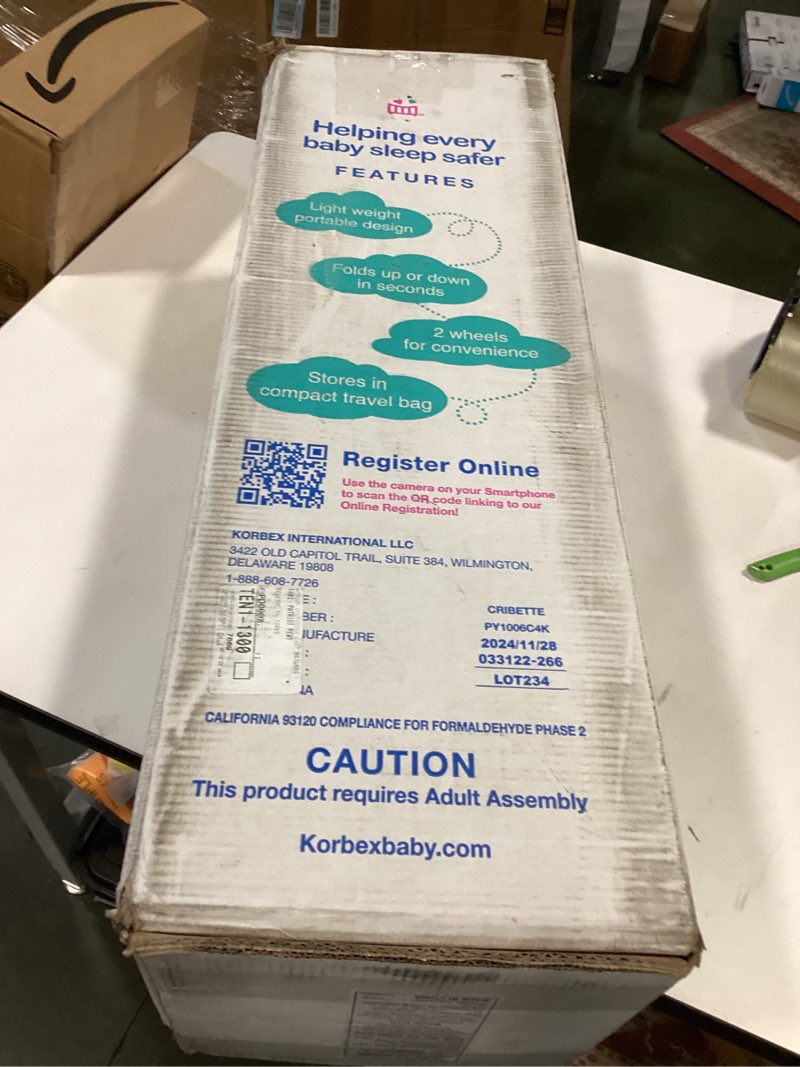 Helping every
baby sleep safer
FEATURES
Light weight
portable design
Folds up or down
in seconds
2 wheels
for convenience
Stores in
compact travel bag
Register Online
Use the camera on your Smartphone
to scan the QR code linking to our
Online Registration!
KORBEX INTERNATIONAL LLC
3422 OLD CAPITOL TRAIL, SUITE 384, WILMINGTON,
DELAWARE 19808
1-888-608-7726
CRIBETTE
BER : PY1006C4K
UFACTURE 2024/11/28
033122-266
LOT234
TEN1-1300
CALIFORNIA 93120 COMPLIANCE FOR FORMALDEHYDE PHASE 2
CAUTION
This product requires Adult Assembly
Korbexbaby.com